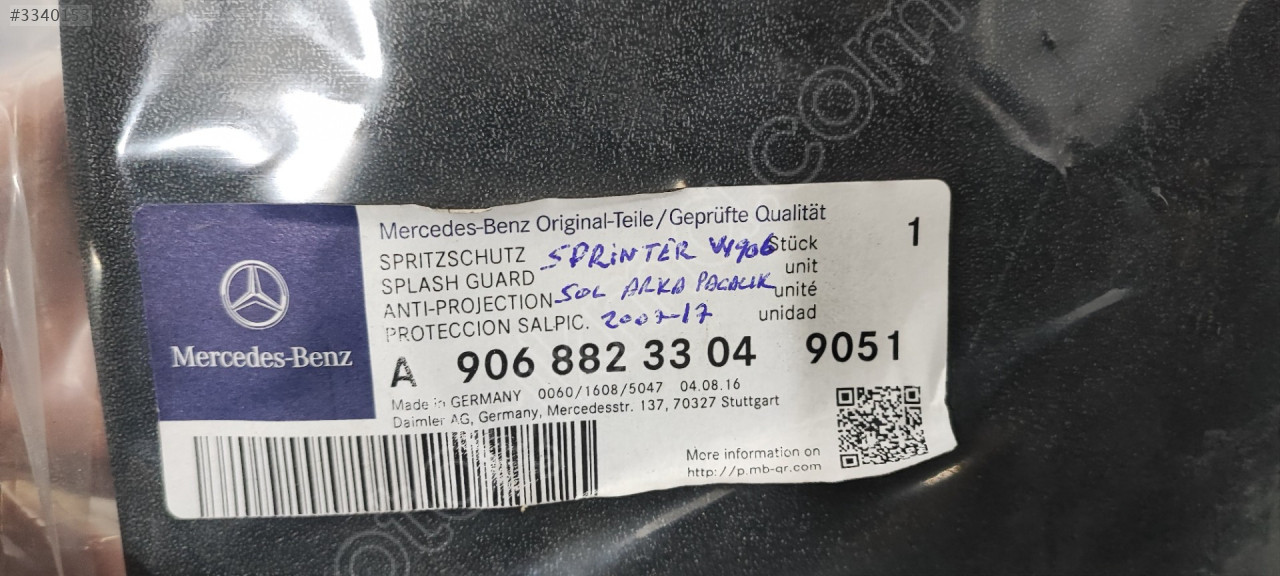 #3340153
com
Mercedes-Benz
Mercedes-Benz Original-Teile/Geprüfte Qualität
SPRITZSCHUTZ SPRINTER W906 Stück 1
SPLASH GUARD unit
ANTI-PROJECTION SOL ARKA PAÇALIK unité
PROTECCION SALPIC. 2007-17 unidad
A 906 882 33 04 9051
Made in GERMANY 0060/1608/5047 04.08.16
Daimler AG, Germany, Mercedesstr. 137, 70327 Stuttgart
More information on
http://p.mb-qr.com